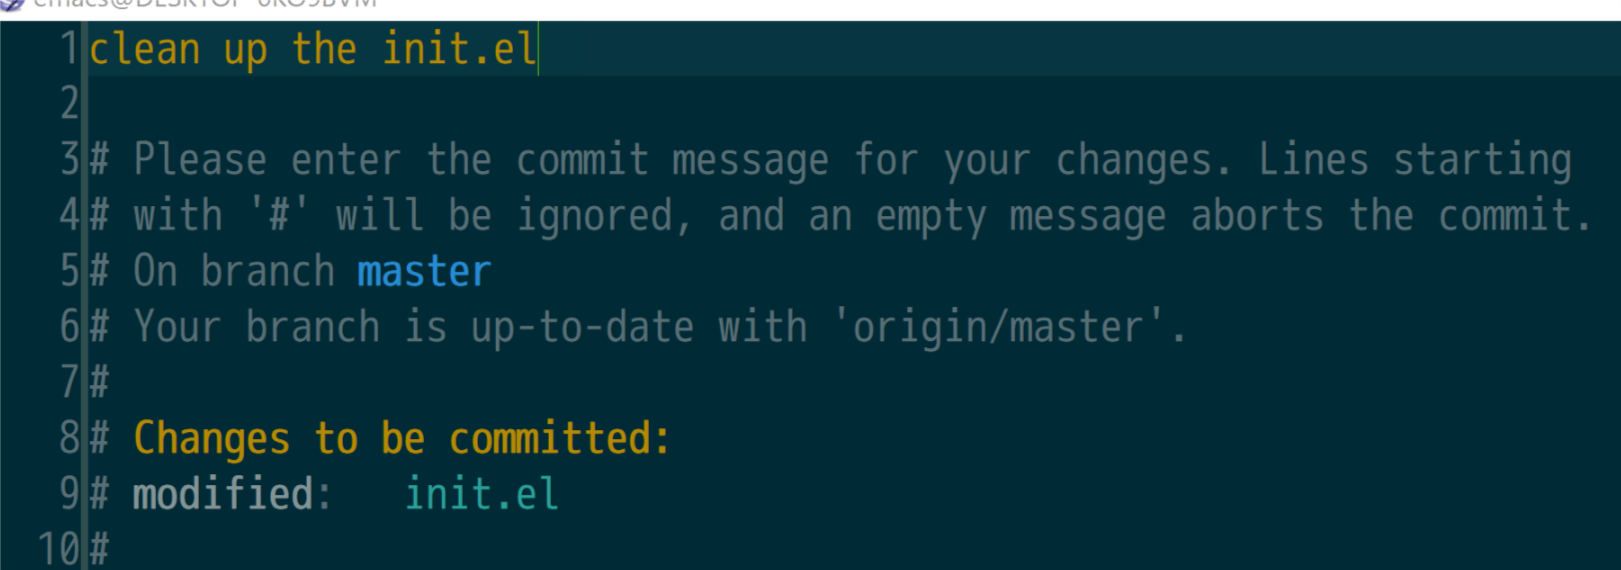 1 clean up the init.el
2
3 # Please enter the commit message for your changes. Lines starting
4 # with '#' will be ignored, and an empty message aborts the commit.
5 # On branch master
6 # Your branch is up-to-date with 'origin/master'.
7 #
8 # Changes to be committed:
9 # modified:   init.el
10 #